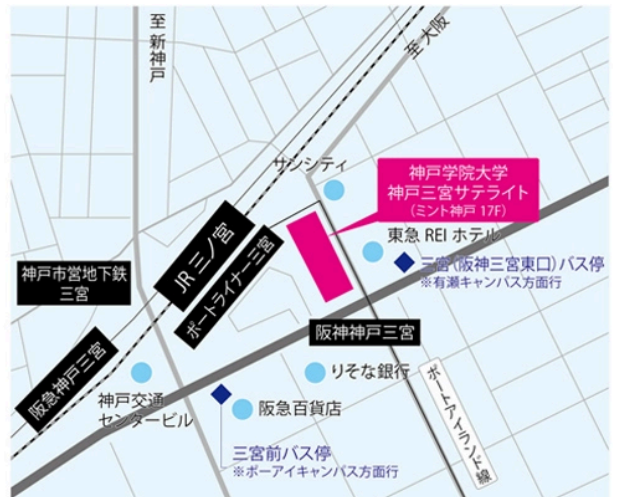 至 新神戸
至 大阪
サンシティ
神戸学院大学
神戸三宮サテライト
(ミント神戸 17F)
東急 REI ホテル
三宮(阪神三宮東口)バス停
※有瀬キャンパス方面行
JR 三ノ宮
ポートライナー三宮
神戸市営地下鉄
三宮
阪神神戸三宮
阪急神戸三宮
りそな銀行
ポートアイランド線
神戸交通
センタービル
阪急百貨店
三宮前バス停
※ポーアイキャンパス方面行